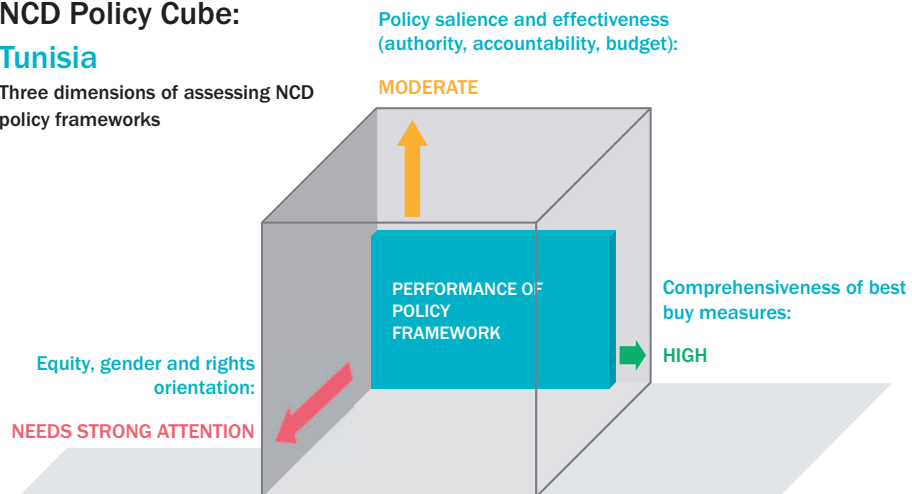 NCD Policy Cube:
Tunisia
Three dimensions of assessing NCD
policy frameworks
Policy salience and effectiveness
(authority, accountability, budget):
MODERATE
PERFORMANCE OF
POLICY
FRAMEWORK
Comprehensiveness of best
buy measures:
HIGH
Equity, gender and rights
orientation:
NEEDS STRONG ATTENTION